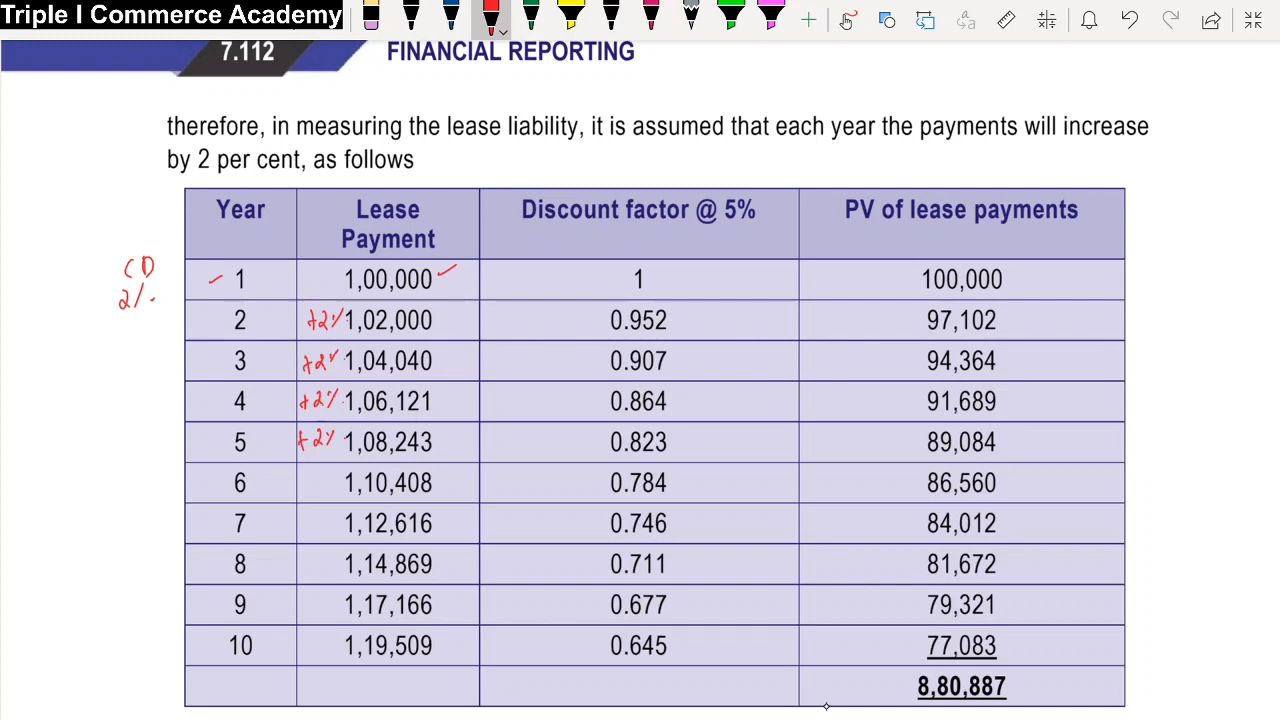 Triple I Commerce Academy
7.112 FINANCIAL REPORTING
therefore, in measuring the lease liability, it is assumed that each year the payments will increase
by 2 per cent, as follows
Year Lease Payment Discount factor @ 5% PV of lease payments
CD
2%
1 1,00,000 1 100,000
2 +2% 1,02,000 0.952 97,102
3 +2% 1,04,040 0.907 94,364
4 +2% 1,06,121 0.864 91,689
5 +2% 1,08,243 0.823 89,084
6 1,10,408 0.784 86,560
7 1,12,616 0.746 84,012
8 1,14,869 0.711 81,672
9 1,17,166 0.677 79,321
10 1,19,509 0.645 77,083
8,80,887